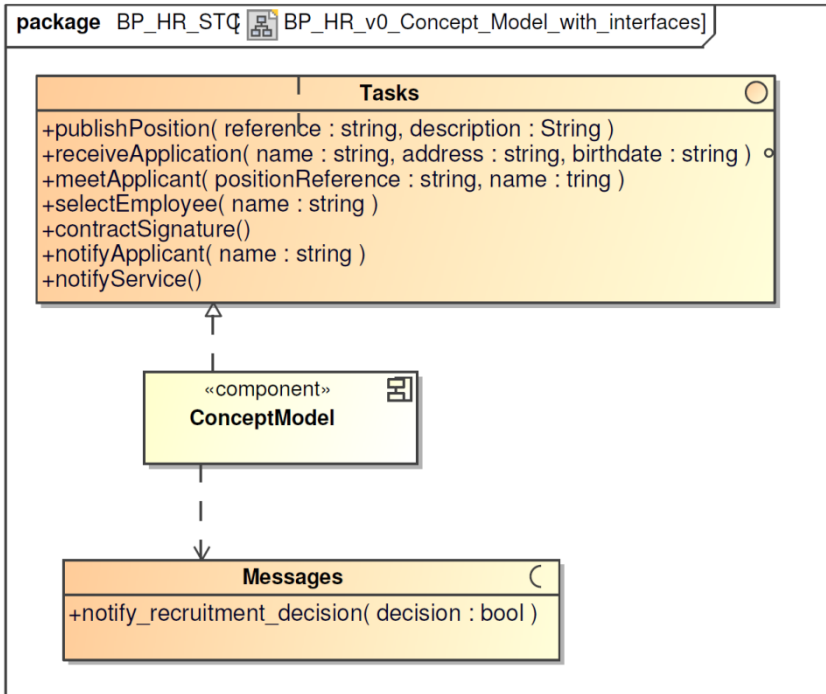 package BP_HR_STC[ BP_HR_v0_Concept_Model_with_interfaces]
Tasks
+publishPosition( reference : string, description : String )
+receiveApplication( name : string, address : string, birthdate : string )
+meetApplicant( positionReference : string, name : tring )
+selectEmployee( name : string )
+contractSignature()
+notifyApplicant( name : string )
+notifyService()
«component»
ConceptModel
Messages
+notify_recruitment_decision( decision : bool )